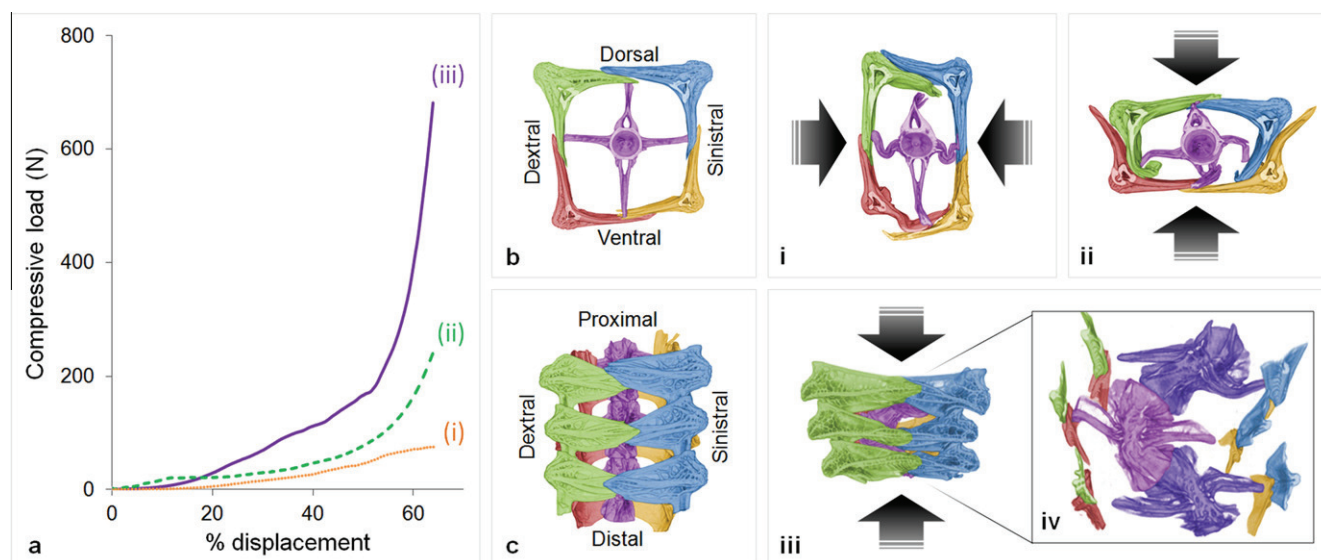 800
600
400
200
0
Compressive load (N)
(iii)
(ii)
(i)
0
20
40
60
% displacement
a
Dorsal
Dextral
Sinistral
Ventral
b
i
ii
Proximal
Dextral
Sinistral
Distal
c
iii
iv